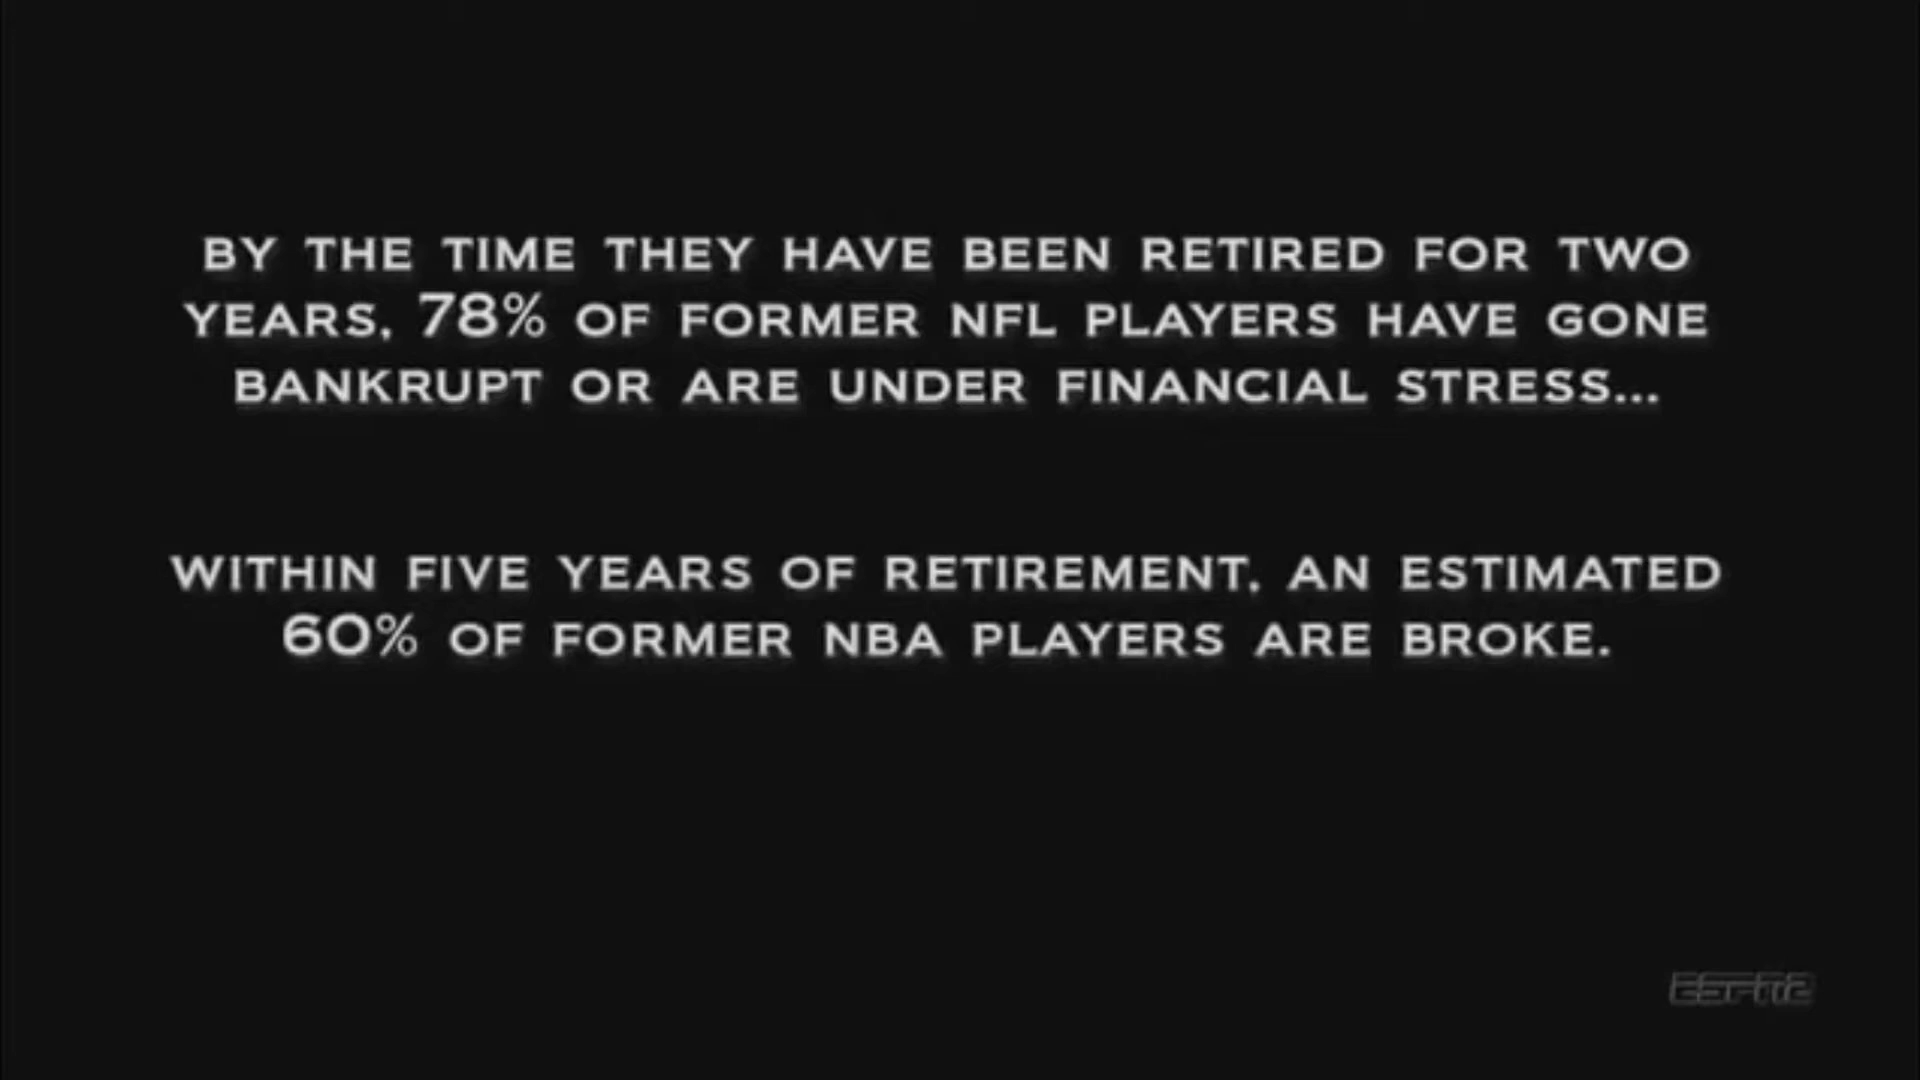 BY THE TIME THEY HAVE BEEN RETIRED FOR TWO
YEARS, 78% OF FORMER NFL PLAYERS HAVE GONE
BANKRUPT OR ARE UNDER FINANCIAL STRESS...
WITHIN FIVE YEARS OF RETIREMENT, AN ESTIMATED
60% OF FORMER NBA PLAYERS ARE BROKE.
ESPN2